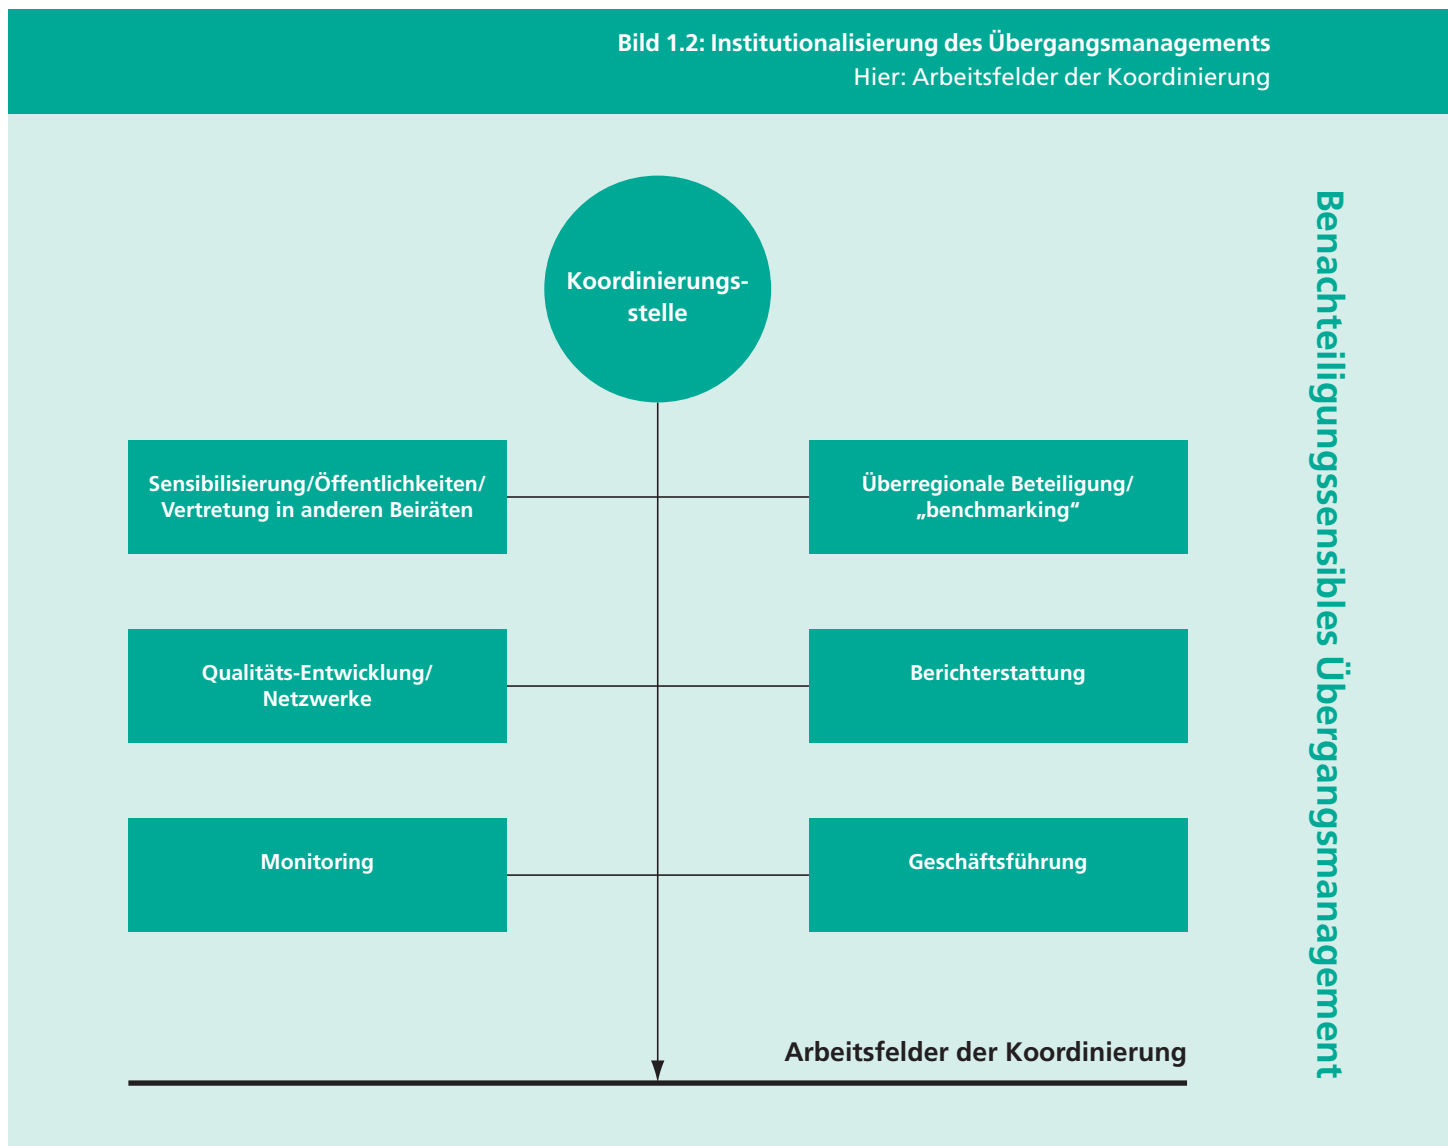 Bild 1.2: Institutionalisierung des Übergangsmanagements
Hier: Arbeitsfelder der Koordinierung
Koordinierungs-
stelle
Sensibilisierung/Öffentlichkeiten/
Vertretung in anderen Beiräten
Überregionale Beteiligung/
„benchmarking“
Qualitäts-Entwicklung/
Netzwerke
Berichterstattung
Monitoring
Geschäftsführung
Arbeitsfelder der Koordinierung
Benachteiligungssensibles Übergangsmanagement